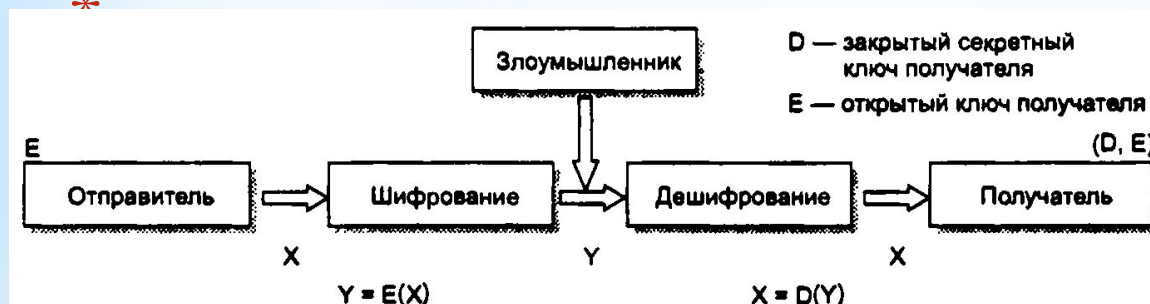 *
Злоумышленник
D — закрытый секретный
ключ получателя
E — открытый ключ получателя
E
(D, E)
Отправитель
Шифрование
Дешифрование
Получатель
X
Y
X
Y = E(X)
X = D(Y)